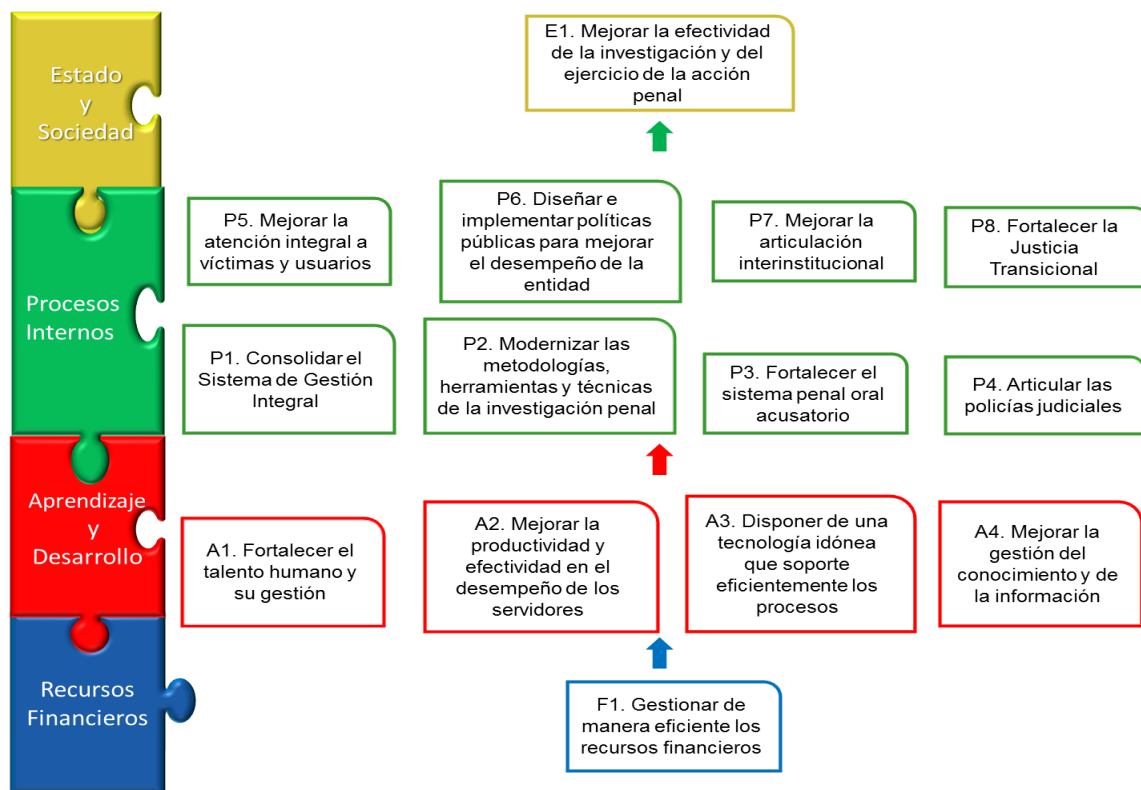 Estado
y
Sociedad
E1. Mejorar la efectividad
de la investigación y del
ejercicio de la acción
penal
Procesos
Internos
P5. Mejorar la
atención integral a
víctimas y usuarios
P6. Diseñar e
implementar políticas
públicas para mejorar
el desempeño de la
entidad
P7. Mejorar la
articulación
interinstitucional
P8. Fortalecer la
Justicia
Transicional
P1. Consolidar el
Sistema de Gestión
Integral
P2. Modernizar las
metodologías,
herramientas y técnicas
de la investigación penal
P3. Fortalecer el
sistema penal oral
acusatorio
P4. Articular las
policías judiciales
Aprendizaje
y
Desarrollo
A1. Fortalecer el
talento humano y
su gestión
A2. Mejorar la
productividad y
efectividad en el
desempeño de los
servidores
A3. Disponer de una
tecnología idónea
que soporte
eficientemente los
procesos
A4. Mejorar la
gestión del
conocimiento y de
la información
Recursos
Financieros
F1. Gestionar de
manera eficiente los
recursos financieros